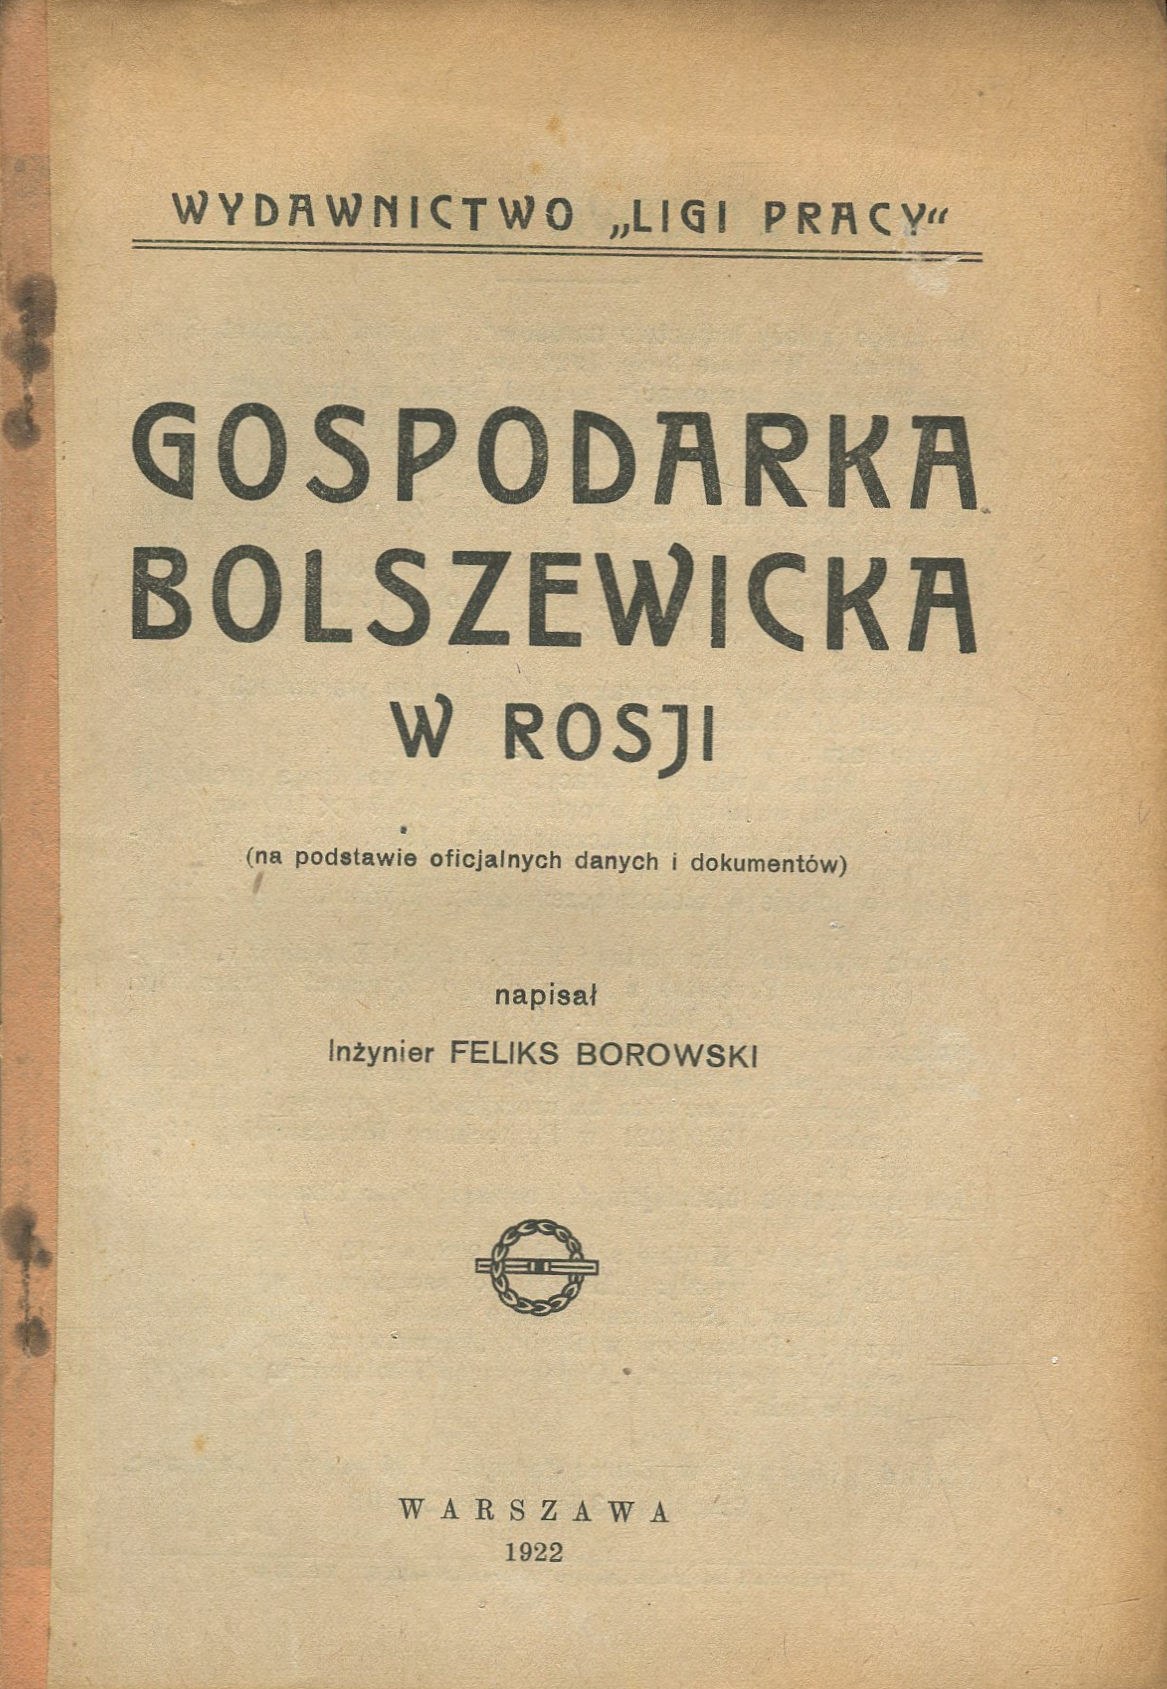 WYDAWNICTWO „LIGI PRACY“
GOSPODARKA
BOLSZEWICKA
W ROSJI
(na podstawie oficjalnych danych i dokumentów)
napisał
Inżynier FELIKS BOROWSKI
WARSZAWA
1922